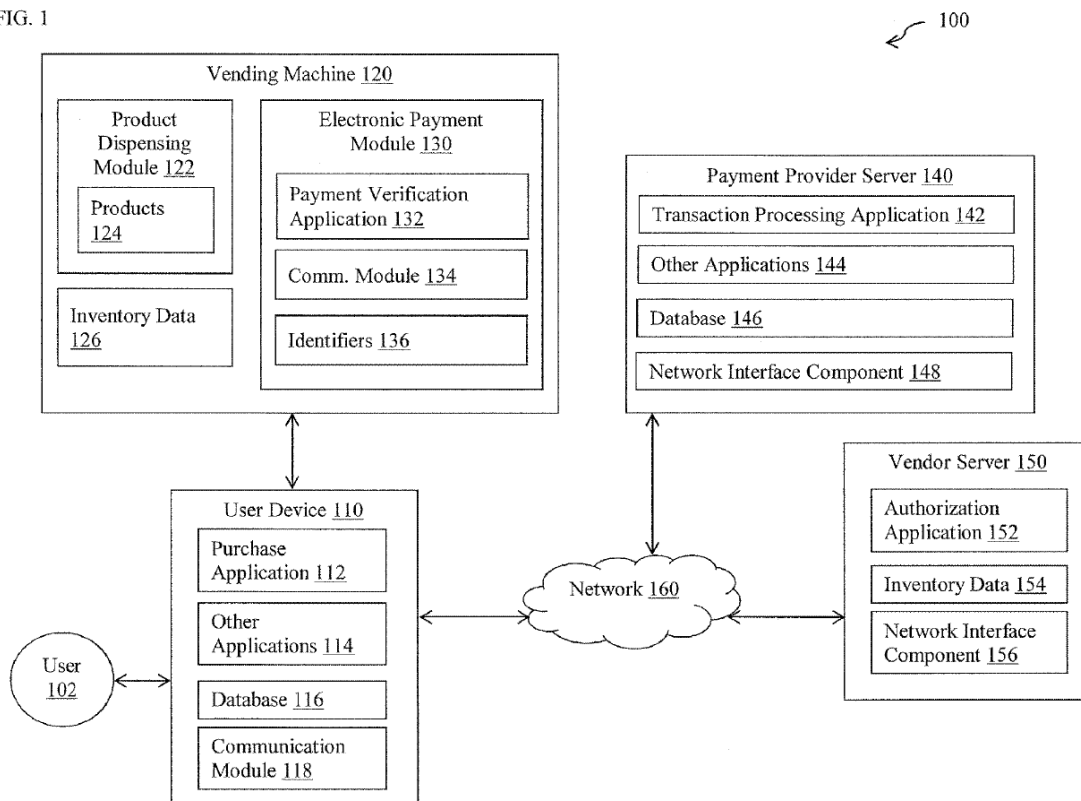 FIG. 1
100
Vending Machine 120
Product
Dispensing
Module 122
Products
124
Inventory Data
126
Electronic Payment
Module 130
Payment Verification
Application 132
Comm. Module 134
Identifiers 136
Payment Provider Server 140
Transaction Processing Application 142
Other Applications 144
Database 146
Network Interface Component 148
Vendor Server 150
Authorization
Application 152
Inventory Data 154
Network Interface
Component 156
User Device 110
Purchase
Application 112
Other
Applications 114
Database 116
Communication
Module 118
Network 160
User
102